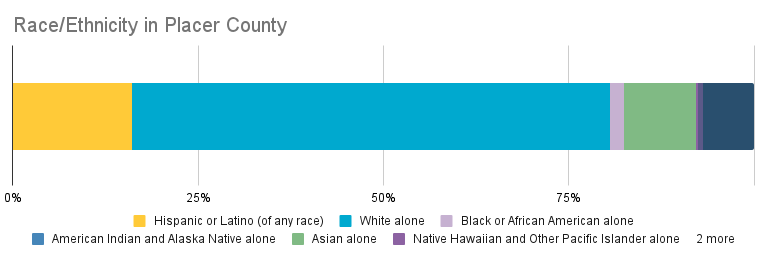 Race/Ethnicity in Placer County
0% 25% 50% 75%
Hispanic or Latino (of any race) White alone Black or African American alone
American Indian and Alaska Native alone Asian alone Native Hawaiian and Other Pacific Islander alone 2 more